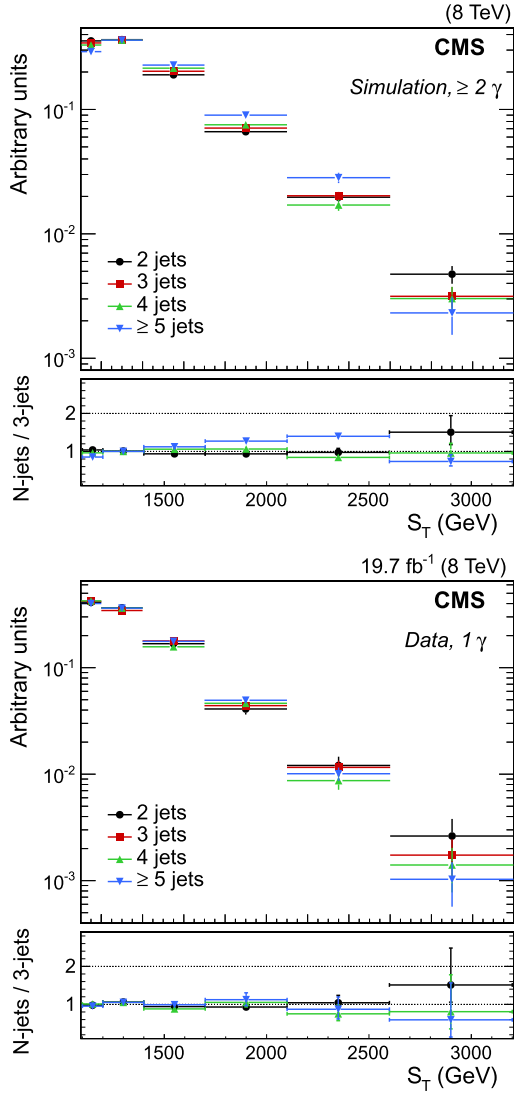 (8 TeV)
CMS
Simulation, ≥ 2 γ
Arbitrary units
10⁻¹
10⁻²
10⁻³
2 jets
3 jets
4 jets
≥ 5 jets
N-jets / 3-jets
2
1
1500 2000 2500 3000
S_T (GeV)
19.7 fb⁻¹ (8 TeV)
CMS
Data, 1 γ
Arbitrary units
10⁻¹
10⁻²
10⁻³
2 jets
3 jets
4 jets
≥ 5 jets
N-jets / 3-jets
2
1
1500 2000 2500 3000
S_T (GeV)